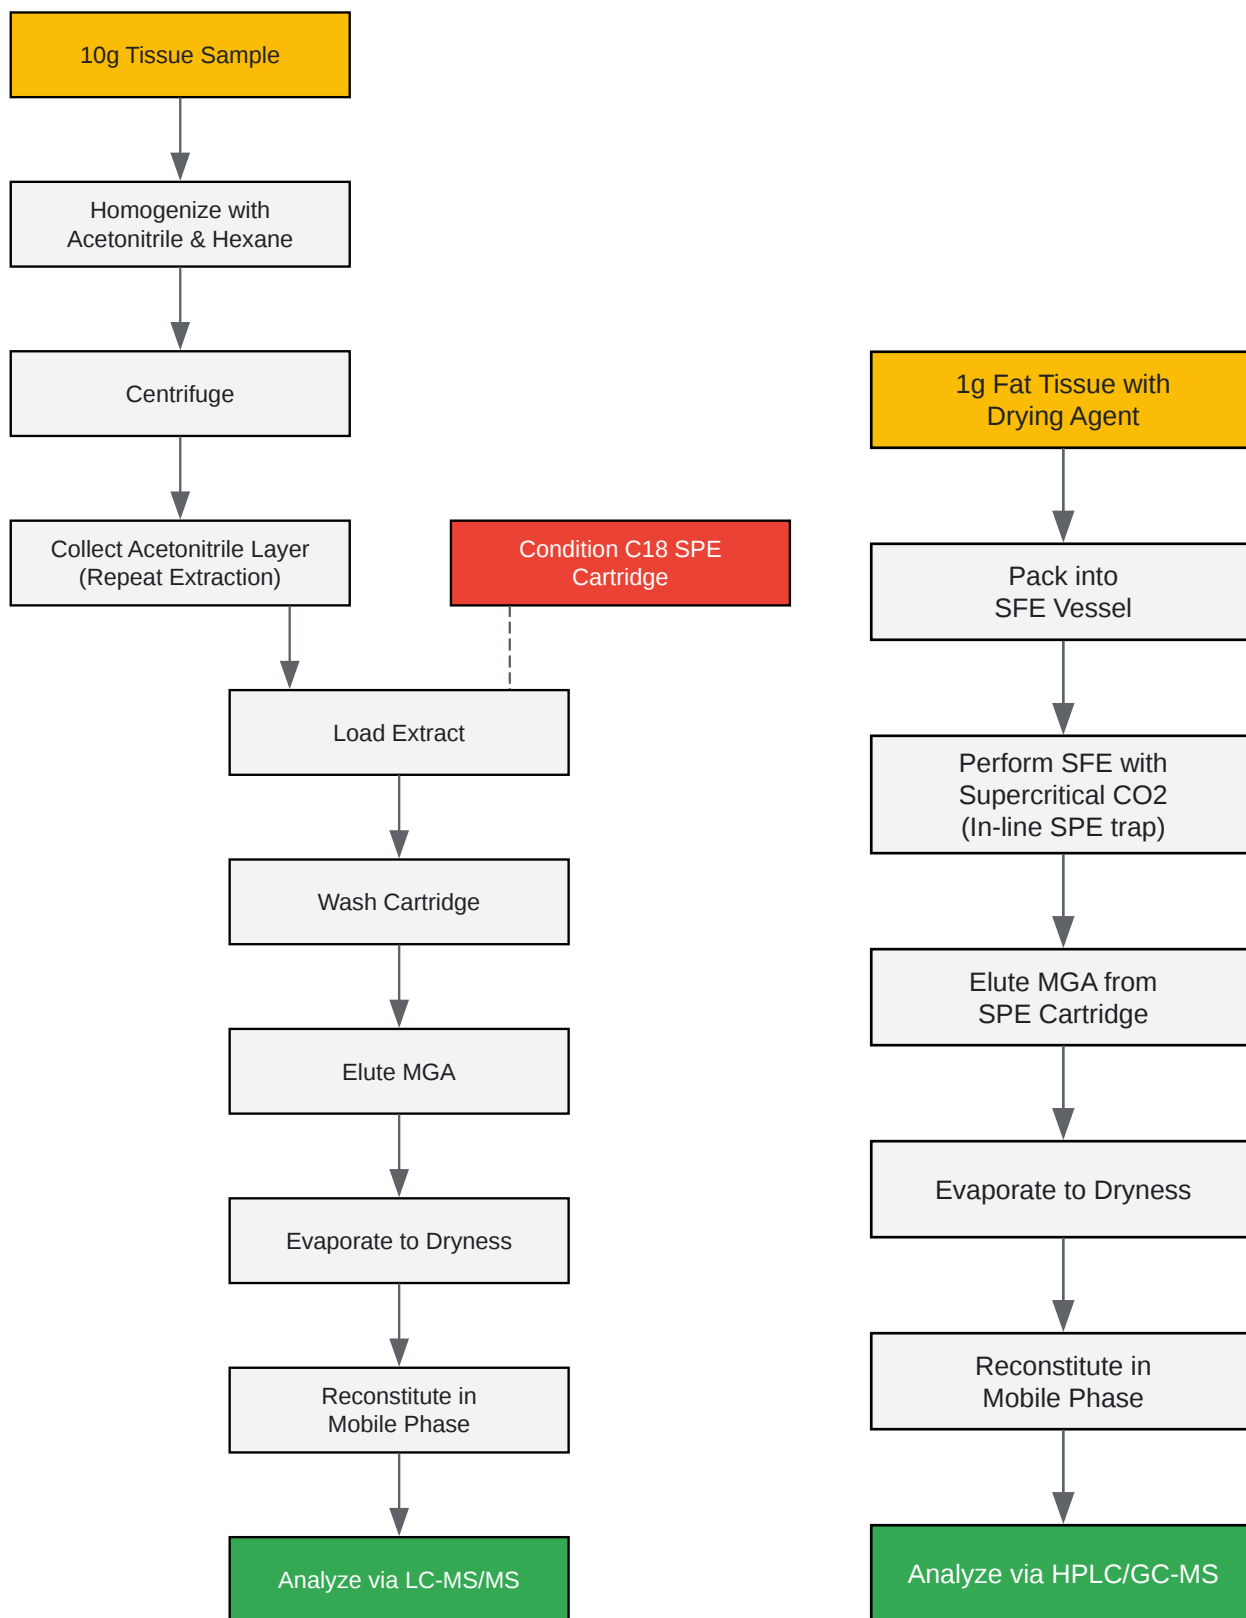 10g Tissue Sample
Homogenize with
Acetonitrile & Hexane
Centrifuge
Collect Acetonitrile Layer
(Repeat Extraction)
Condition C18 SPE
Cartridge
Load Extract
Wash Cartridge
Elute MGA
Evaporate to Dryness
Reconstitute in
Mobile Phase
Analyze via LC-MS/MS
1g Fat Tissue with
Drying Agent
Pack into
SFE Vessel
Perform SFE with
Supercritical CO2
(In-line SPE trap)
Elute MGA from
SPE Cartridge
Evaporate to Dryness
Reconstitute in
Mobile Phase
Analyze via HPLC/GC-MS